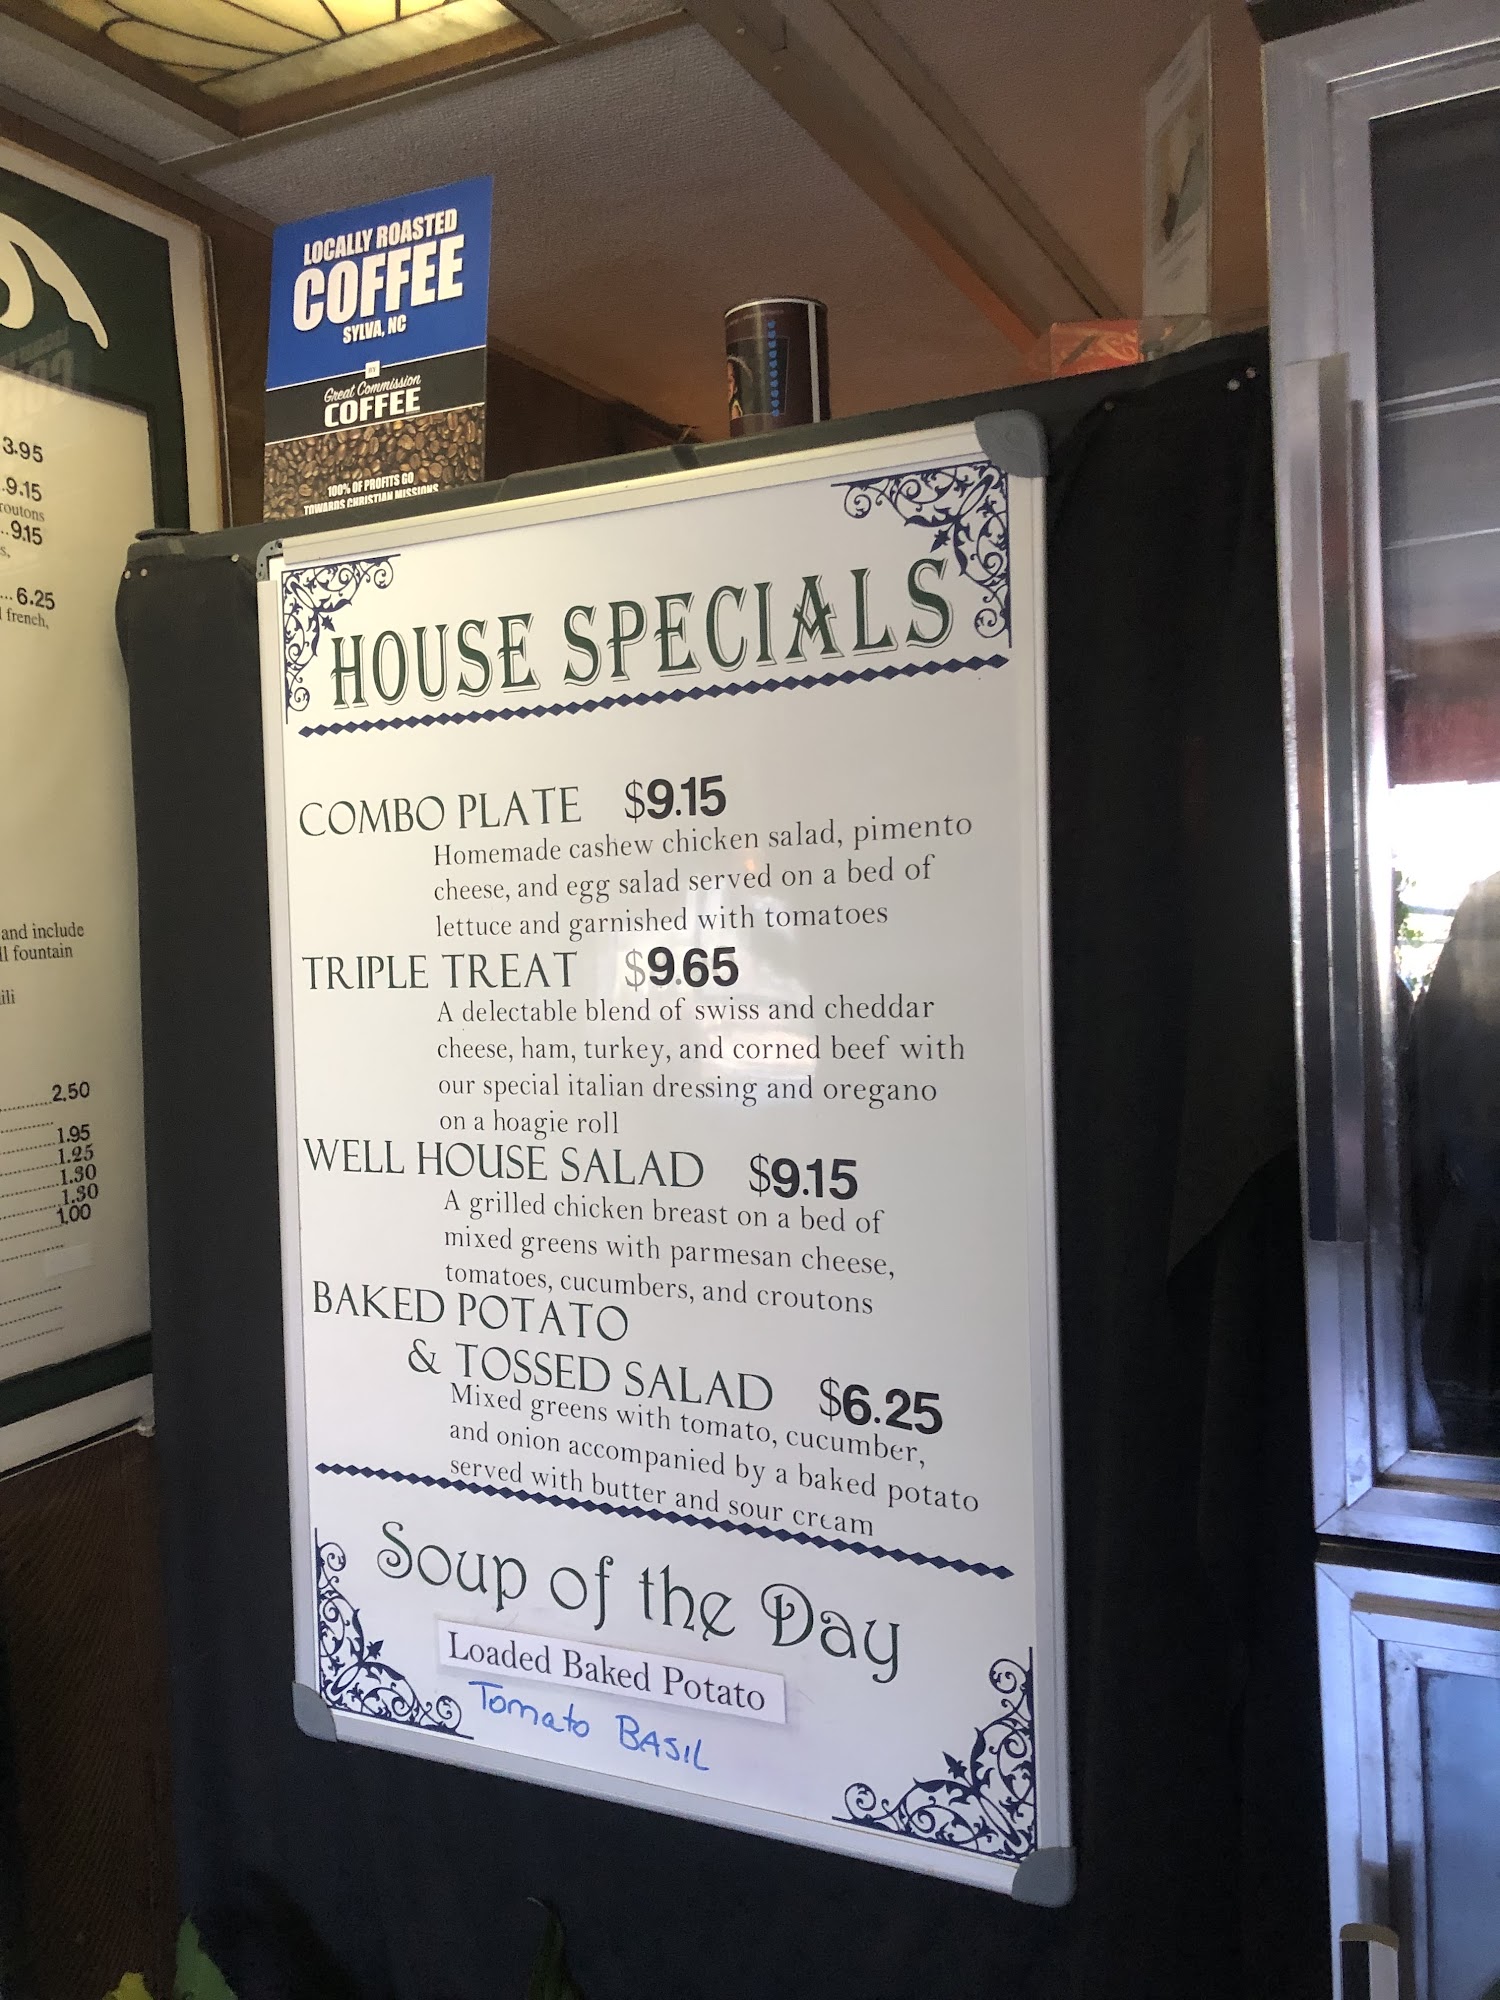 LOCALLY ROASTED
COFFEE
SYLVA, NC
BY
Great Commission
COFFEE
100% OF PROFITS GO
TOWARDS CHRISTIAN MISSIONS
3.95
..9.15
routons
...9.15
s,
... 6.25
french,
and include
ll fountain
ili
2.50
1.95
1.25
1.30
1.30
1.00
HOUSE SPECIALS
COMBO PLATE $9.15
Homemade cashew chicken salad, pimento
cheese, and egg salad served on a bed of
lettuce and garnished with tomatoes
TRIPLE TREAT $9.65
A delectable blend of swiss and cheddar
cheese, ham, turkey, and corned beef with
our special italian dressing and oregano
on a hoagie roll
WELL HOUSE SALAD $9.15
A grilled chicken breast on a bed of
mixed greens with parmesan cheese,
tomatoes, cucumbers, and croutons
BAKED POTATO
& TOSSED SALAD $6.25
Mixed greens with tomato, cucumber,
and onion accompanied by a baked potato
served with butter and sour cream
Soup of the Day
Loaded Baked Potato
Tomato BASIL